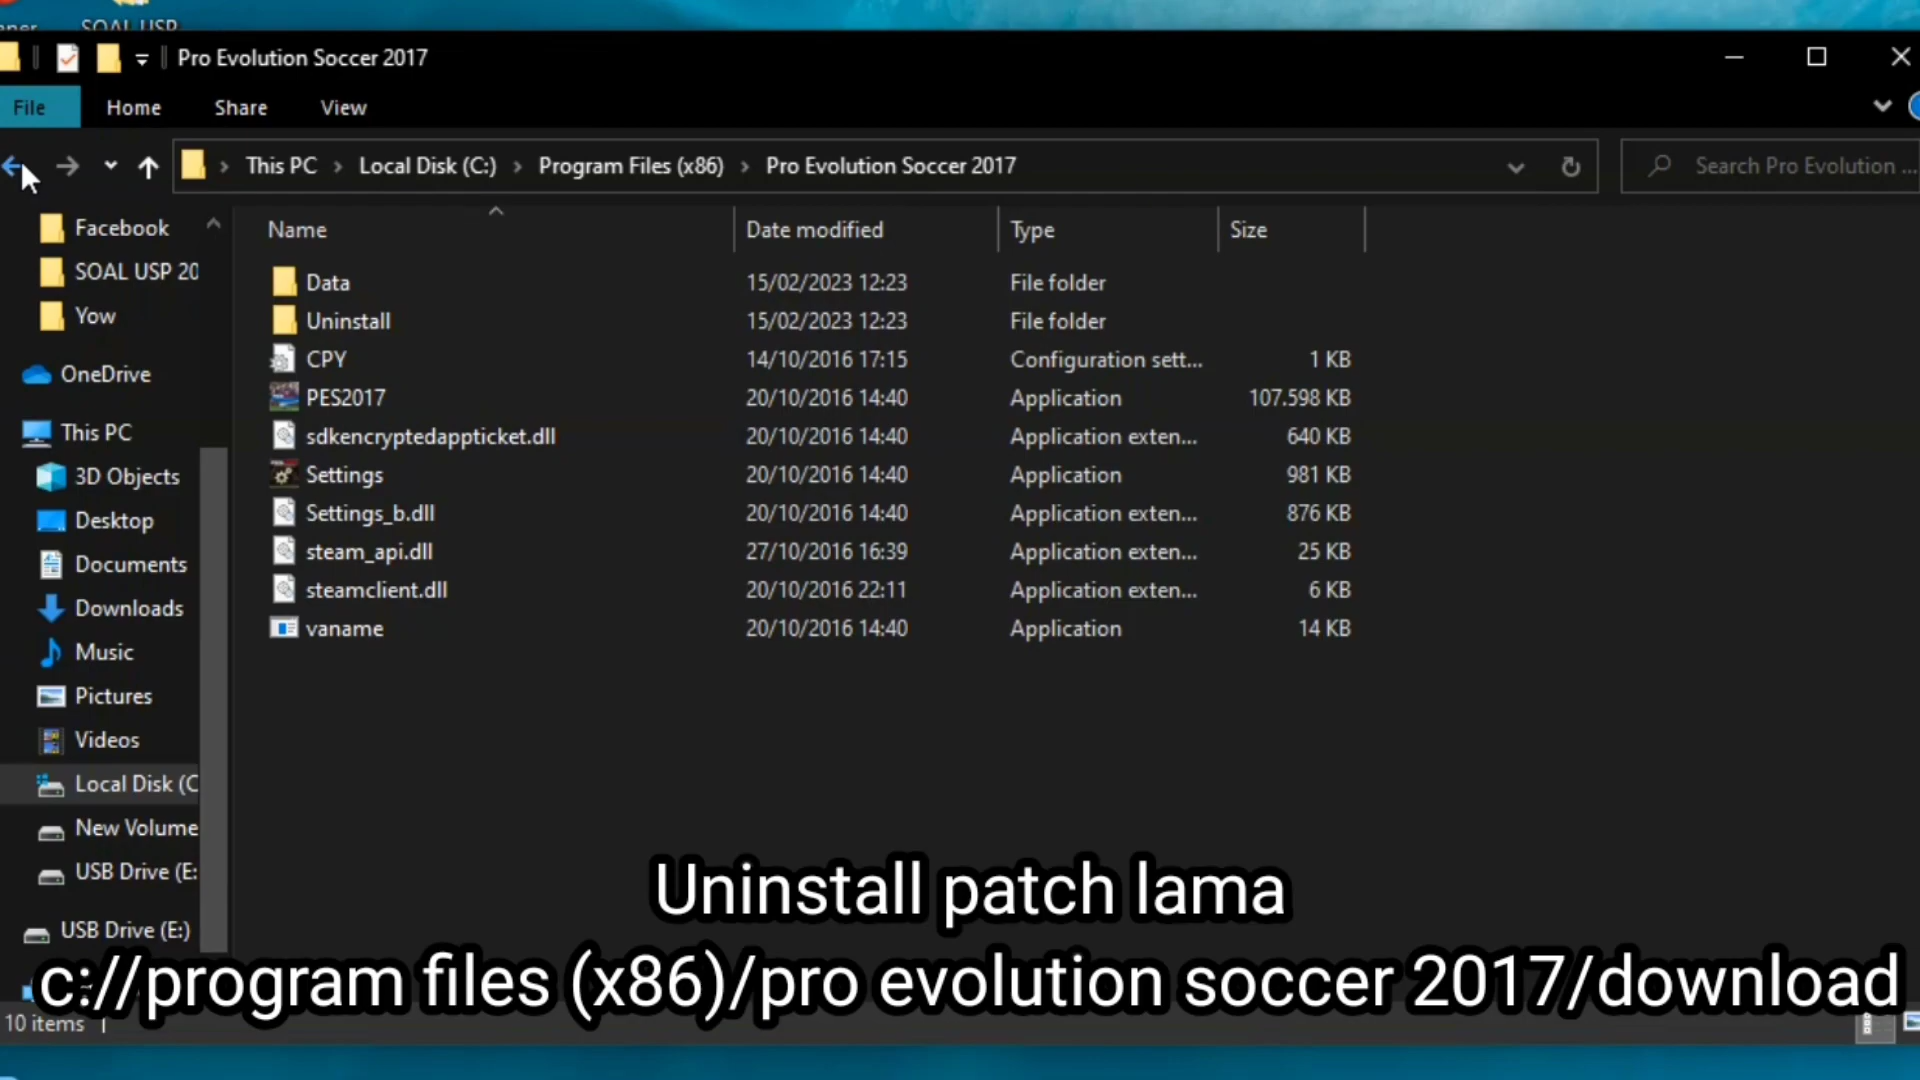 SOAL USP
Pro Evolution Soccer 2017
File Home Share View
This PC Local Disk (C:) Program Files (x86) Pro Evolution Soccer 2017
Search Pro Evolution ...
Facebook
SOAL USP 20
Yow
OneDrive
This PC
3D Objects
Desktop
Documents
Downloads
Music
Pictures
Videos
Local Disk (C
New Volume
USB Drive (E:
USB Drive (E:)
Name Date modified Type Size
Data 15/02/2023 12:23 File folder
Uninstall 15/02/2023 12:23 File folder
CPY 14/10/2016 17:15 Configuration sett... 1 KB
PES2017 20/10/2016 14:40 Application 107.598 KB
sdkencryptedappticket.dll 20/10/2016 14:40 Application exten... 640 KB
Settings 20/10/2016 14:40 Application 981 KB
Settings_b.dll 20/10/2016 14:40 Application exten... 876 KB
steam_api.dll 27/10/2016 16:39 Application exten... 25 KB
steamclient.dll 20/10/2016 22:11 Application exten... 6 KB
vaname 20/10/2016 14:40 Application 14 KB
Uninstall patch lama
c://program files (x86)/pro evolution soccer 2017/download
10 items